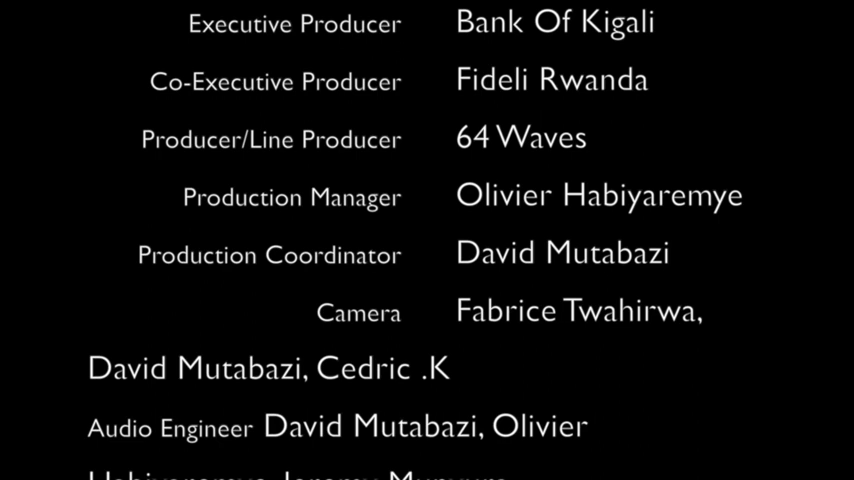 Executive Producer Bank Of Kigali
Co-Executive Producer Fideli Rwanda
Producer/Line Producer 64 Waves
Production Manager Olivier Habiyaremye
Production Coordinator David Mutabazi
Camera Fabrice Twahirwa,
David Mutabazi, Cedric .K
Audio Engineer David Mutabazi, Olivier